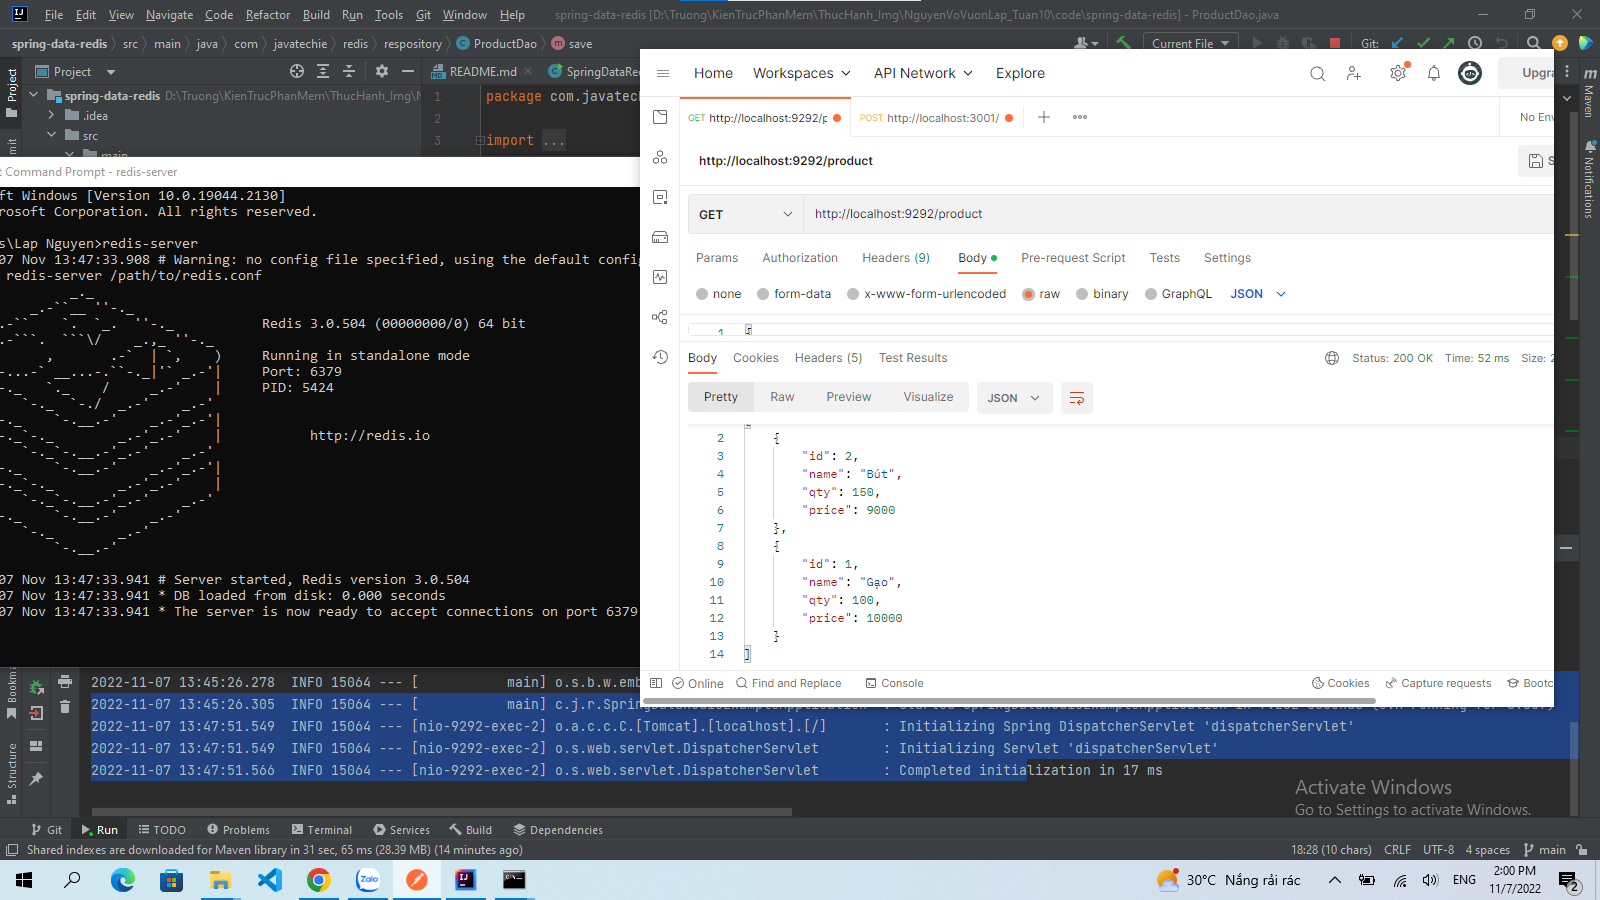 File Edit View Navigate Code Refactor Build Run Tools Git Window Help spring-data-redis [D:\Truong\KienTrucPhanMem\ThucHanh_lmg\NguyenVoVuonLap_Tuan10\code\spring-data-redis] - ProductDao.java
spring-data-redis src main java com javatechie redis respository ProductDao save Current File Git:
Project README.md SpringDataRe
spring-data-redis D:\Truong\KienTrucPhanMem\ThucHanh_lmg\N
.idea
src
main
1 package com.javatech
2
3 import ...
Project
Maven
Notifications
Command Prompt - redis-server
ft Windows [Version 10.0.19044.2130]
rosoft Corporation. All rights reserved.
s\Lap Nguyen>redis-server
07 Nov 13:47:33.908 # Warning: no config file specified, using the default config
redis-server /path/to/redis.conf
Redis 3.0.504 (00000000/0) 64 bit
Running in standalone mode
Port: 6379
PID: 5424
http://redis.io
07 Nov 13:47:33.941 # Server started, Redis version 3.0.504
07 Nov 13:47:33.941 * DB loaded from disk: 0.000 seconds
07 Nov 13:47:33.941 * The server is now ready to accept connections on port 6379
Home Workspaces API Network Explore Upgra
GET http://localhost:9292/p POST http://localhost:3001/ No Env
http://localhost:9292/product S
GET http://localhost:9292/product
Params Authorization Headers (9) Body Pre-request Script Tests Settings
none form-data x-www-form-urlencoded raw binary GraphQL JSON
1 {
Body Cookies Headers (5) Test Results Status: 200 OK Time: 52 ms Size: 2
Pretty Raw Preview Visualize JSON
2 {
3 "id": 2,
4 "name": "Bút",
5 "qty": 150,
6 "price": 9000
7 },
8 {
9 "id": 1,
10 "name": "Gạo",
11 "qty": 100,
12 "price": 10000
13 }
14 ]
Online Find and Replace Console Cookies Capture requests Bootc
Bookma
Structure
2022-11-07 13:45:26.278 INFO 15064 --- [ main] o.s.b.w.emb
2022-11-07 13:45:26.305 INFO 15064 --- [ main] c.j.r.Spring
2022-11-07 13:47:51.549 INFO 15064 --- [nio-9292-exec-2] o.a.c.c.C.[Tomcat].[localhost].[/] : Initializing Spring DispatcherServlet 'dispatcherServlet'
2022-11-07 13:47:51.549 INFO 15064 --- [nio-9292-exec-2] o.s.web.servlet.DispatcherServlet : Initializing Servlet 'dispatcherServlet'
2022-11-07 13:47:51.566 INFO 15064 --- [nio-9292-exec-2] o.s.web.servlet.DispatcherServlet : Completed initialization in 17 ms
Activate Windows
Go to Settings to activate Windows.
Git Run TODO Problems Terminal Services Build Dependencies
Shared indexes are downloaded for Maven library in 31 sec, 65 ms (28.39 MB) (14 minutes ago) 18:28 (10 chars) CRLF UTF-8 4 spaces main
Zalo 30°C Nắng rải rác ENG 2:00 PM
11/7/2022 2